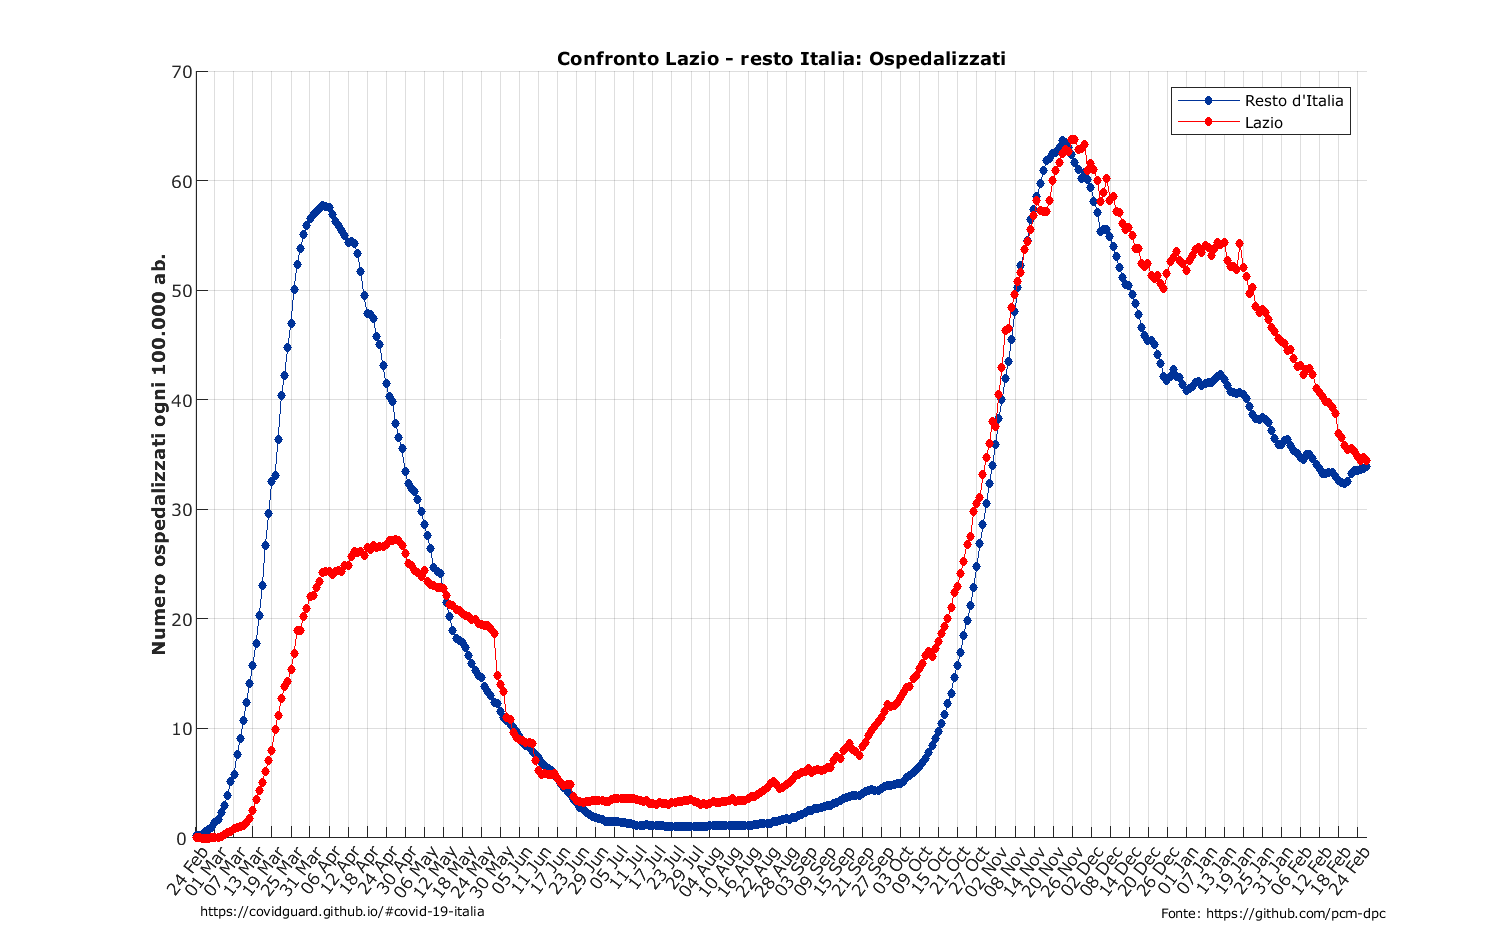 Confronto Lazio - resto Italia: Ospedalizzati
Resto d'Italia
Lazio
Numero ospedalizzati ogni 100.000 ab.
70
60
50
40
30
20
10
0
24 Feb
01 Mar
07 Mar
13 Mar
19 Mar
25 Mar
31 Mar
06 Apr
12 Apr
18 Apr
24 Apr
30 Apr
06 May
12 May
18 May
24 May
30 May
05 Jun
11 Jun
17 Jun
23 Jun
29 Jun
05 Jul
11 Jul
17 Jul
23 Jul
29 Jul
04 Aug
10 Aug
16 Aug
22 Aug
28 Aug
03 Sep
09 Sep
15 Sep
21 Sep
27 Sep
03 Oct
09 Oct
15 Oct
21 Oct
27 Oct
02 Nov
08 Nov
14 Nov
20 Nov
26 Nov
02 Dec
08 Dec
14 Dec
20 Dec
26 Dec
01 Jan
07 Jan
13 Jan
19 Jan
25 Jan
31 Jan
06 Feb
12 Feb
18 Feb
24 Feb
https://covidguard.github.io/#covid-19-italia
Fonte: https://github.com/pcm-dpc